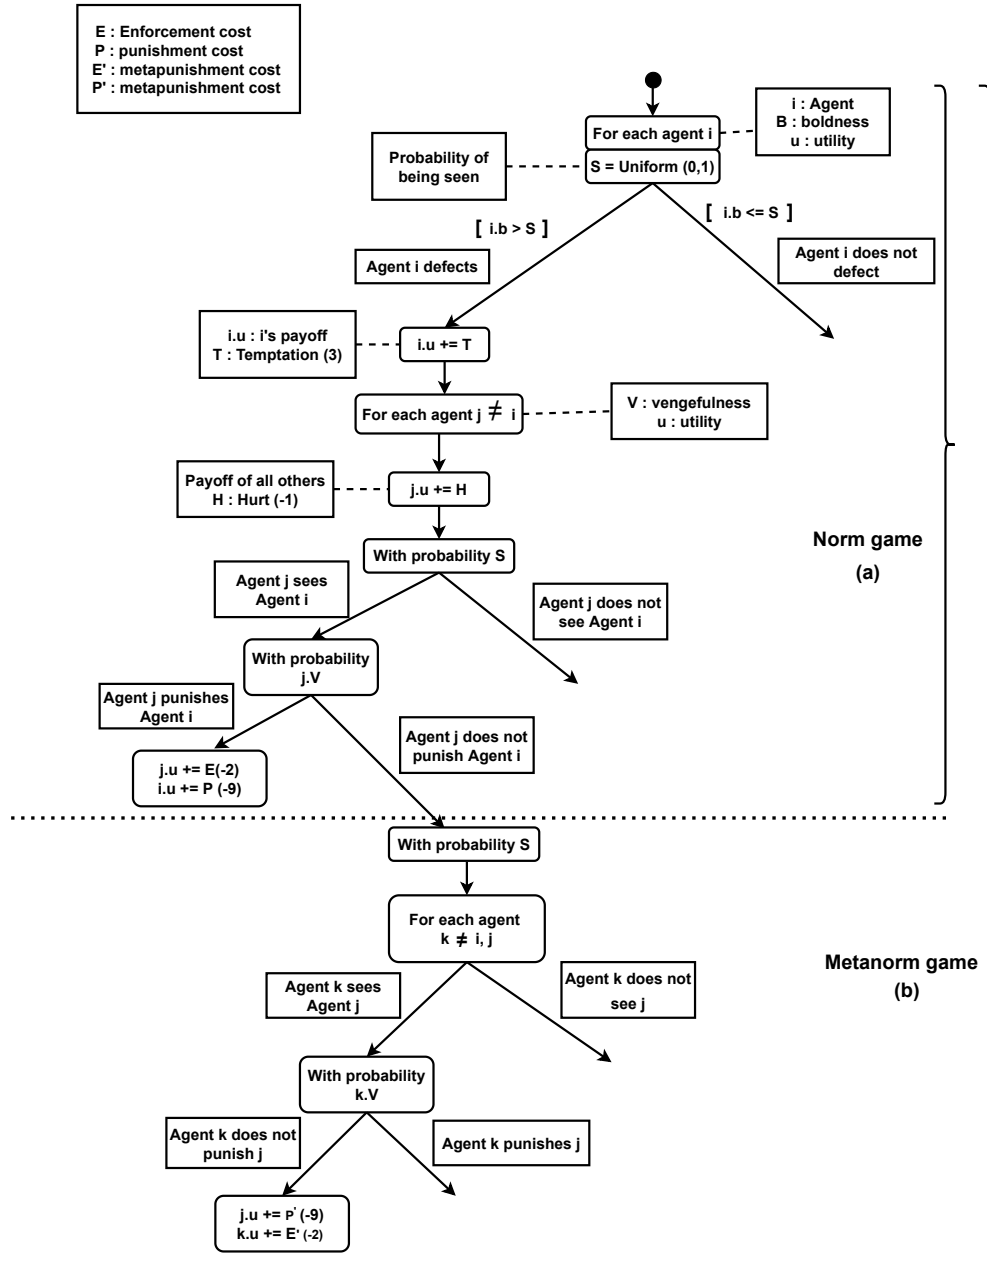 E : Enforcement cost
P : punishment cost
E' : metapunishment cost
P' : metapunishment cost
i : Agent
B : boldness
u : utility
For each agent i
Probability of
being seen
S = Uniform (0,1)
[ i.b > S ]
[ i.b <= S ]
Agent i defects
Agent i does not
defect
i.u : i's payoff
T : Temptation (3)
i.u += T
For each agent j ≠ i
V : vengefulness
u : utility
Payoff of all others
H : Hurt (-1)
j.u += H
With probability S
Norm game
(a)
Agent j sees
Agent i
Agent j does not
see Agent i
With probability
j.V
Agent j punishes
Agent i
Agent j does not
punish Agent i
j.u += E(-2)
i.u += P (-9)
With probability S
For each agent
k ≠ i, j
Metanorm game
(b)
Agent k sees
Agent j
Agent k does not
see j
With probability
k.V
Agent k does not
punish j
Agent k punishes j
j.u += P' (-9)
k.u += E' (-2)